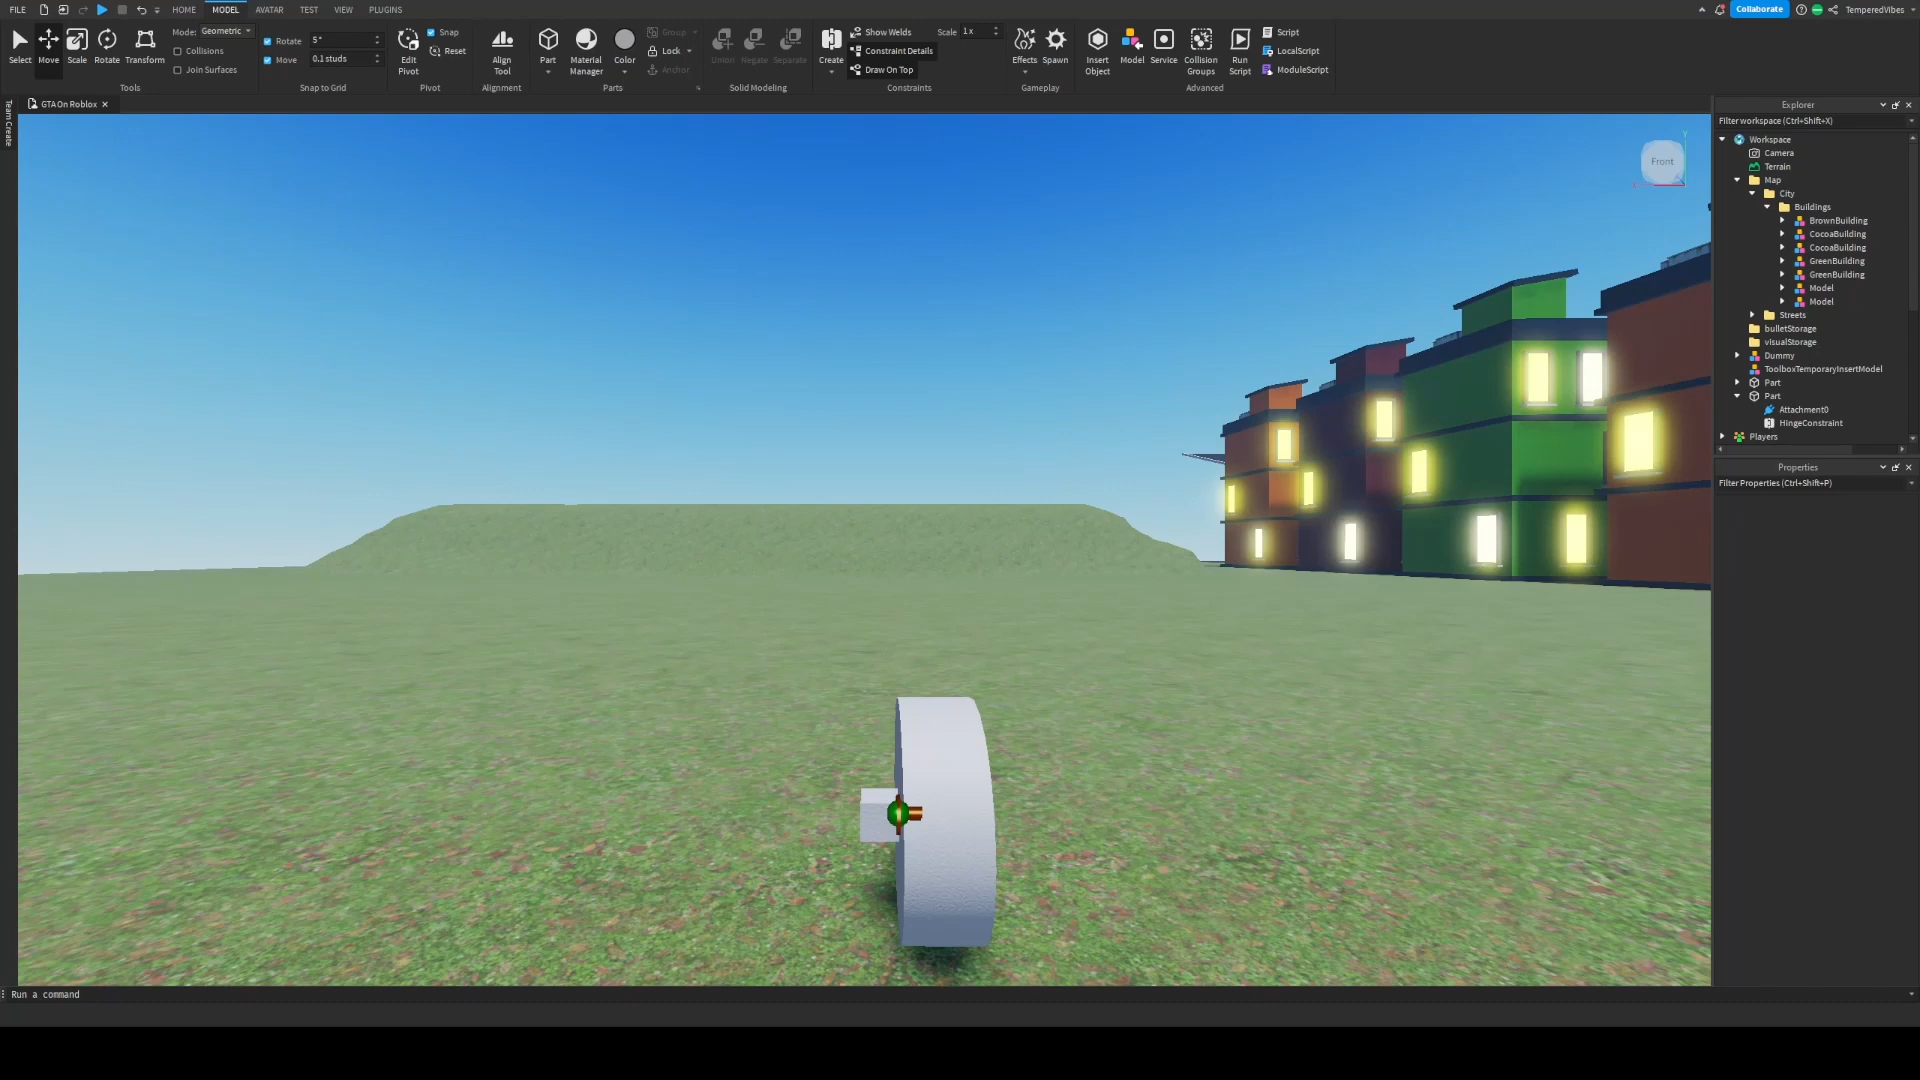 FILE HOME MODEL AVATAR TEST VIEW PLUGINS Collaborate TemperedVibes
Select Move Scale Rotate Transform
Mode: Geometric
Collisions
Join Surfaces
Tools
Rotate 5°
Move 0.1 studs
Snap to Grid
Edit Pivot
Snap
Reset
Pivot
Align Tool
Alignment
Part
Material Manager
Color
Group
Lock
Anchor
Parts
Union Negate Separate
Solid Modeling
Create
Show Welds
Constraint Details
Draw On Top
Scale 1x
Constraints
Effects Spawn
Gameplay
Insert Object
Model
Service
Collision Groups
Run Script
Script
LocalScript
ModuleScript
Advanced
Team Create
GTA On Roblox
Front
Y
X
Explorer
Filter workspace (Ctrl+Shift+X)
Workspace
Camera
Terrain
Map
City
Buildings
BrownBuilding
CocoaBuilding
CocoaBuilding
GreenBuilding
GreenBuilding
Model
Model
Streets
bulletStorage
visualStorage
Dummy
ToolboxTemporaryInsertModel
Part
Part
Attachment0
HingeConstraint
Players
Properties
Filter Properties (Ctrl+Shift+P)
Run a command